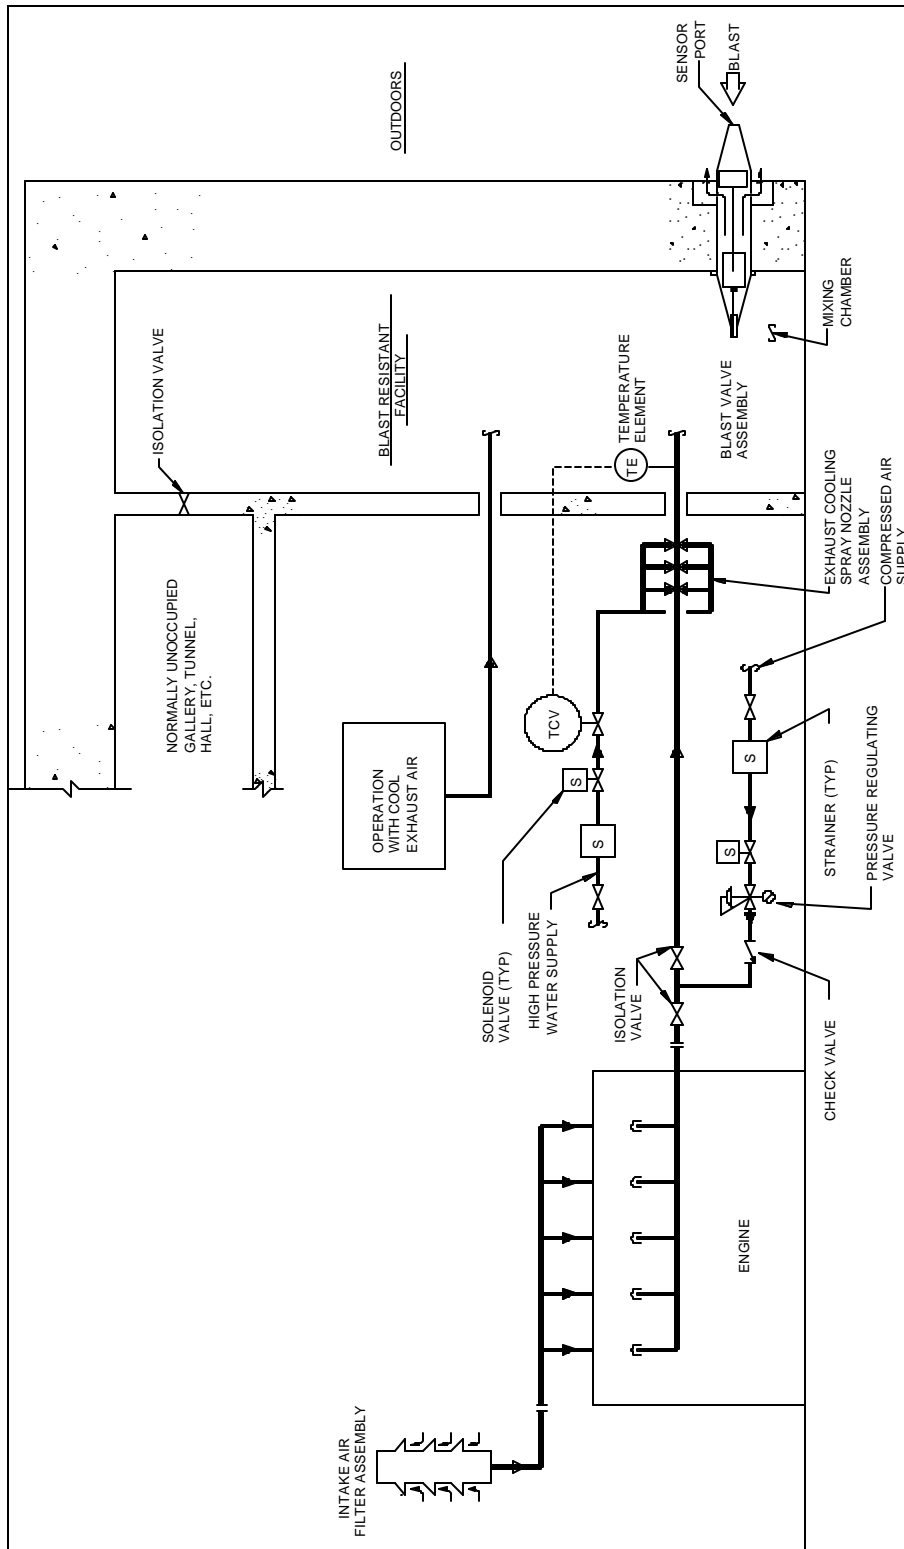 OUTDOORS
SENSOR
PORT
BLAST
ISOLATION VALVE
BLAST RESISTANT
FACILITY
MIXING
CHAMBER
TEMPERATURE
ELEMENT
TE
BLAST VALVE
ASSEMBLY
NORMALLY UNOCCUPIED
GALLERY, TUNNEL,
HALL, ETC.
EXHAUST COOLING
SPRAY NOZZLE
ASSEMBLY
COMPRESSED AIR
SUPPLY
OPERATION
WITH COOL
EXHAUST AIR
TCV
S
S
S
S
STRAINER (TYP)
PRESSURE REGULATING
VALVE
SOLENOID
VALVE (TYP)
HIGH PRESSURE
WATER SUPPLY
ISOLATION
VALVE
CHECK VALVE
ENGINE
INTAKE AIR
FILTER ASSEMBLY